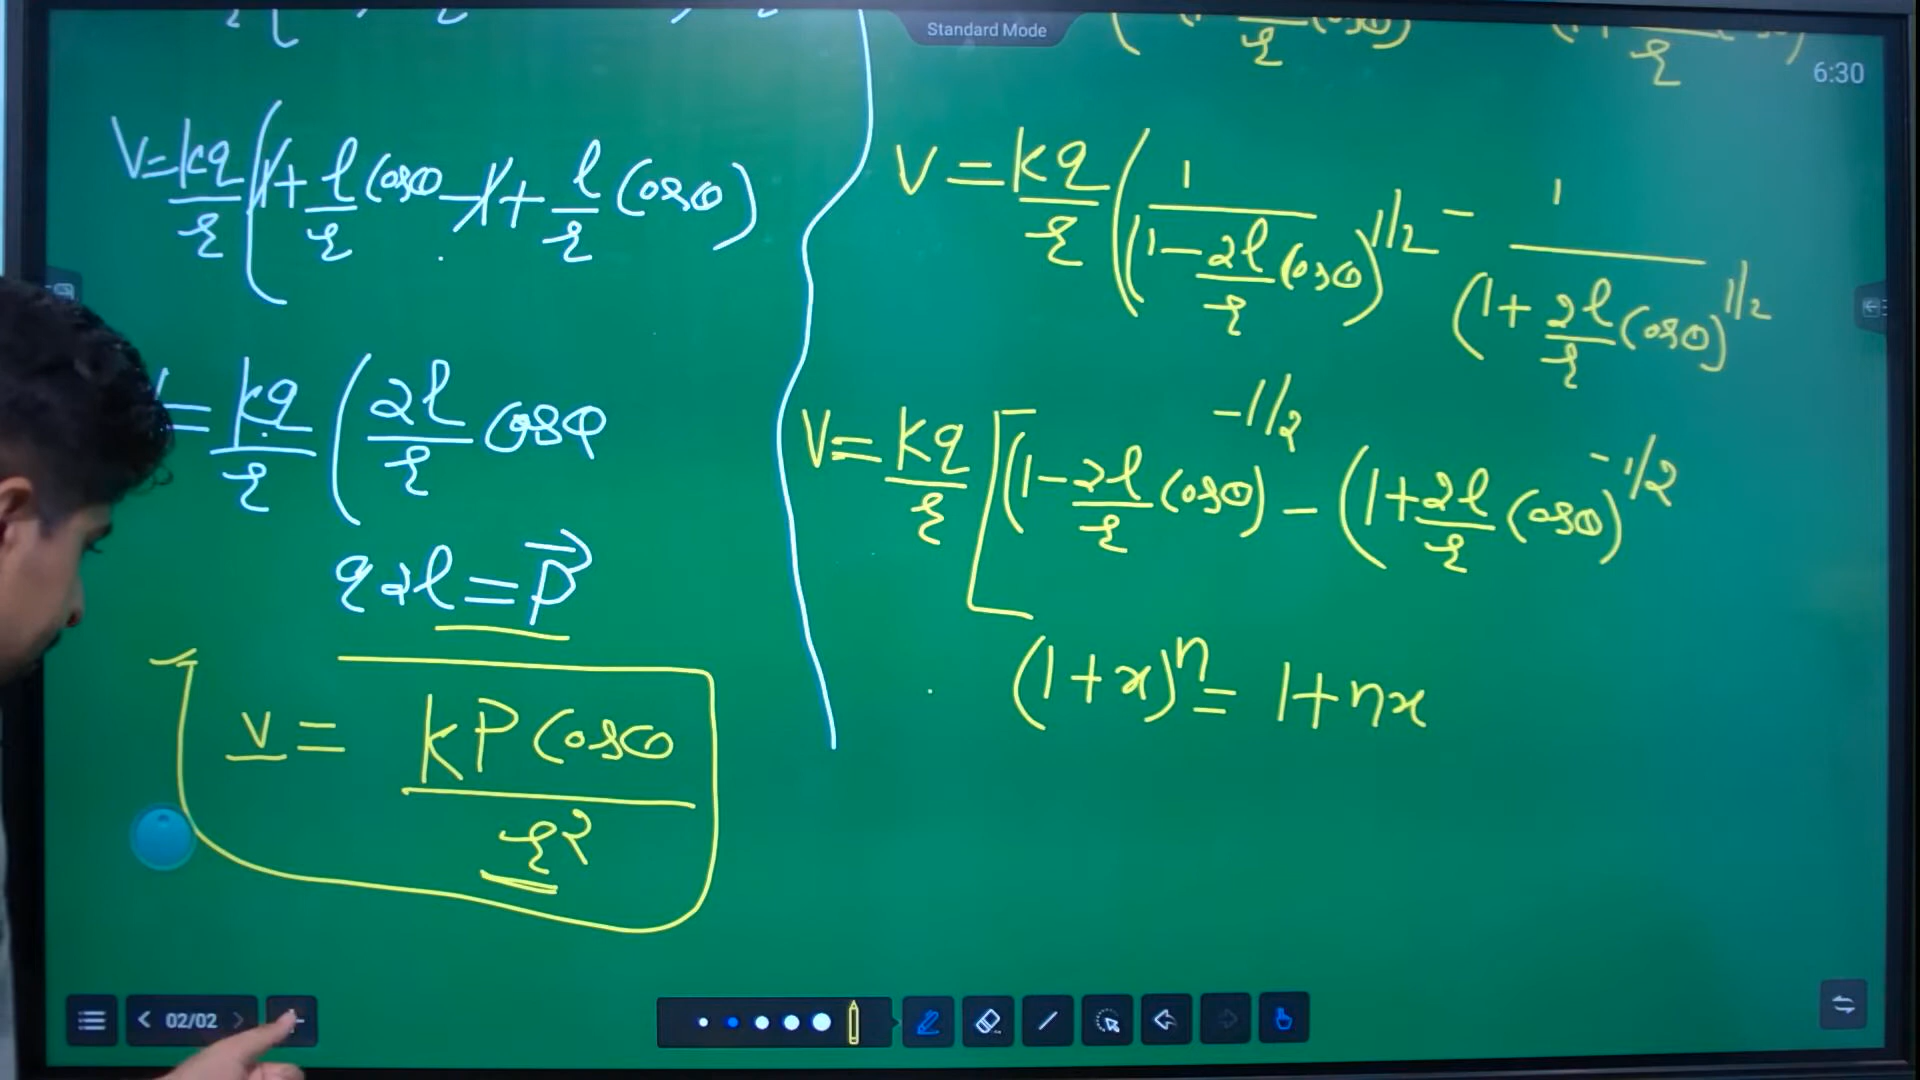 Standard Mode
6:30
V = kq/r (1 + l/r cosθ - 1 + l/r cosθ)
= kq/r (2l/r cosθ
q2l = P⃗
V = kP cosθ / r²
V = kq/r (1/(1 - 2l/r cosθ)^1/2 - 1/(1 + 2l/r cosθ)^1/2
V = kq/r [(1 - 2l/r cosθ)^-1/2 - (1 + 2l/r cosθ)^-1/2
(1+x)^n = 1+nx
02/02